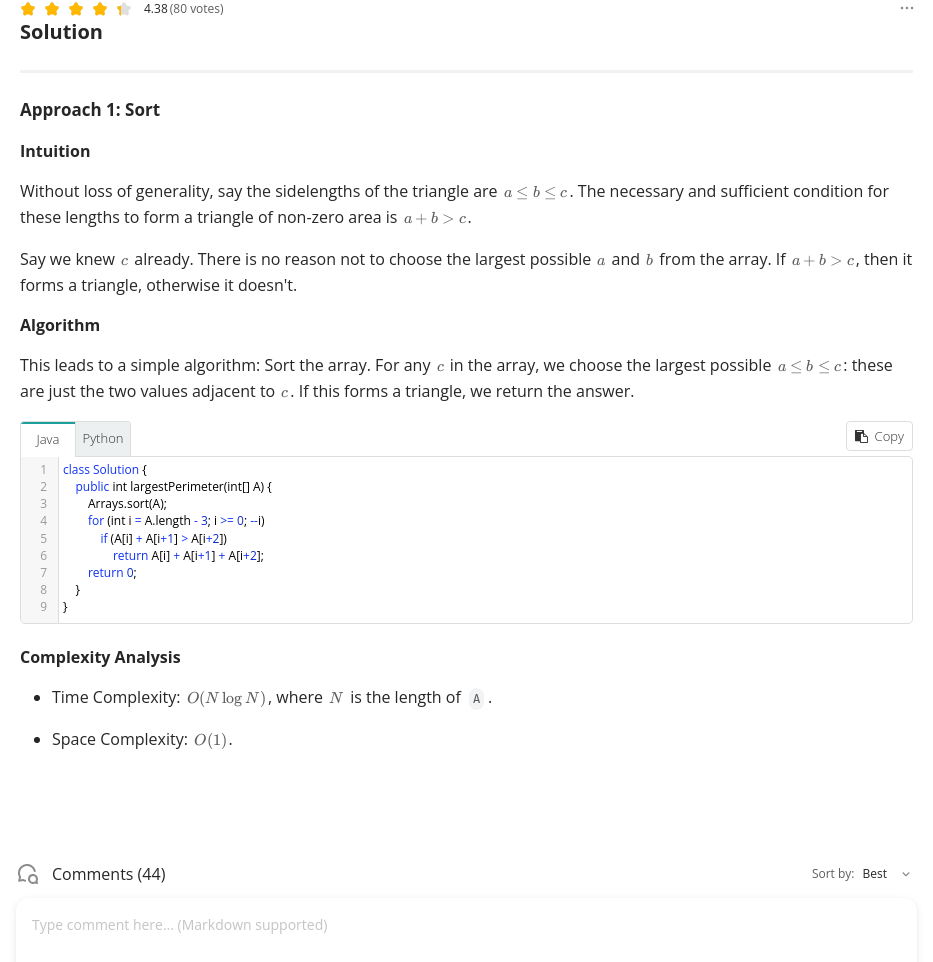 4.38 (80 votes)
...
Solution
Approach 1: Sort
Intuition
Without loss of generality, say the sidelengths of the triangle are a ≤ b ≤ c. The necessary and sufficient condition for
these lengths to form a triangle of non-zero area is a + b > c.
Say we knew c already. There is no reason not to choose the largest possible a and b from the array. If a + b > c, then it
forms a triangle, otherwise it doesn't.
Algorithm
This leads to a simple algorithm: Sort the array. For any c in the array, we choose the largest possible a ≤ b ≤ c: these
are just the two values adjacent to c. If this forms a triangle, we return the answer.
Java Python Copy
1 class Solution {
2 public int largestPerimeter(int[] A) {
3 Arrays.sort(A);
4 for (int i = A.length - 3; i >= 0; --i)
5 if (A[i] + A[i+1] > A[i+2])
6 return A[i] + A[i+1] + A[i+2];
7 return 0;
8 }
9 }
Complexity Analysis
• Time Complexity: O(N log N), where N is the length of A .
• Space Complexity: O(1).
Comments (44) Sort by: Best
Type comment here... (Markdown supported)